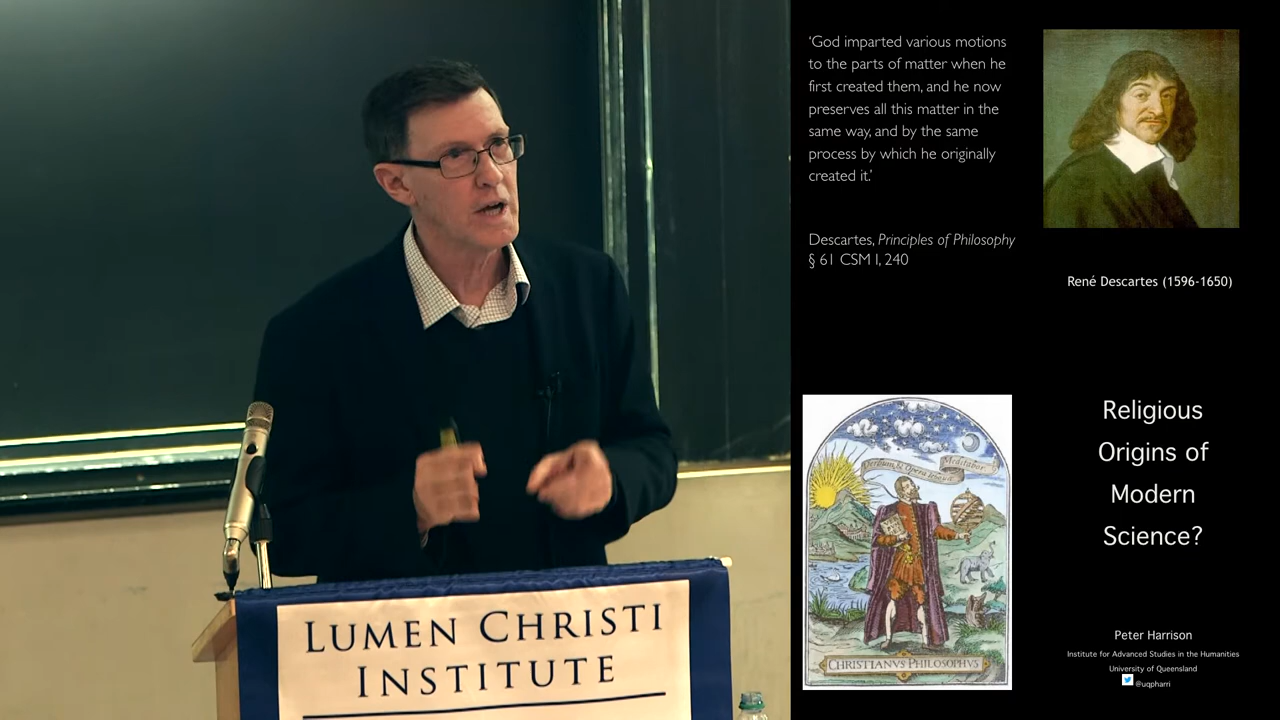 'God imparted various motions
to the parts of matter when he
first created them, and he now
preserves all this matter in the
same way, and by the same
process by which he originally
created it.'
Descartes, Principles of Philosophy
§ 61 CSM I, 240
René Descartes (1596-1650)
Religious
Origins of
Modern
Science?
Meditabor
CHRISTIANVS PHILOSOPHVS
Peter Harrison
Institute for Advanced Studies in the Humanities
University of Queensland
@uqpharri
LUMEN CHRISTI
INSTITUTE